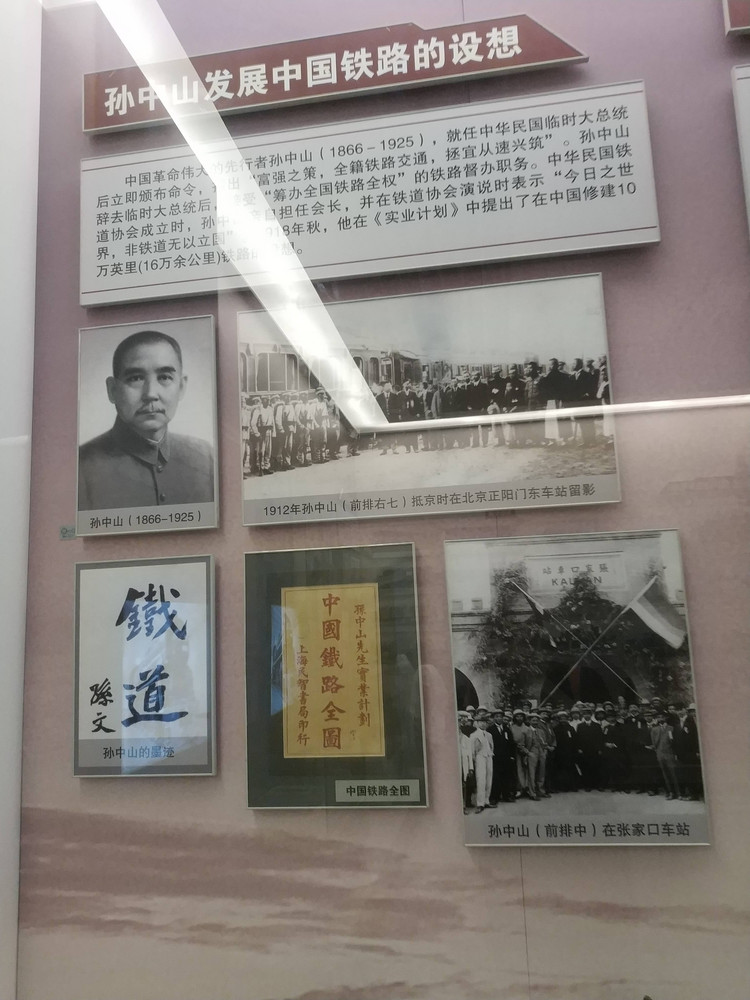 孙中山发展中国铁路的设想
中国革命伟大的先行者孙中山（1866-1925），就任中华民国临时大总统
后立即颁布命令，　出“富强之策，全籍铁路交通，拯宜从速兴筑”。孙中山
辞去临时大总统后，　受“筹办全国铁路全权”的铁路督办职务。中华民国铁
道协会成立时，孙中　　自担任会长，并在铁道协会演说时表示“今日之世
界，非铁道无以立国”　　18年秋，他在《实业计划》中提出了在中国修建10
万英里(16万余公里)铁路　　想。
孙中山（1866-1925）
1912年孙中山（前排右七）抵京时在北京正阳门东车站留影
鐵道
孫文
孙中山的墨迹
孫中山先生實業計劃
中國鐵路全圖
上海民智書局印行
中国铁路全图
站車口家張
KALGAN
孙中山（前排中）在张家口车站